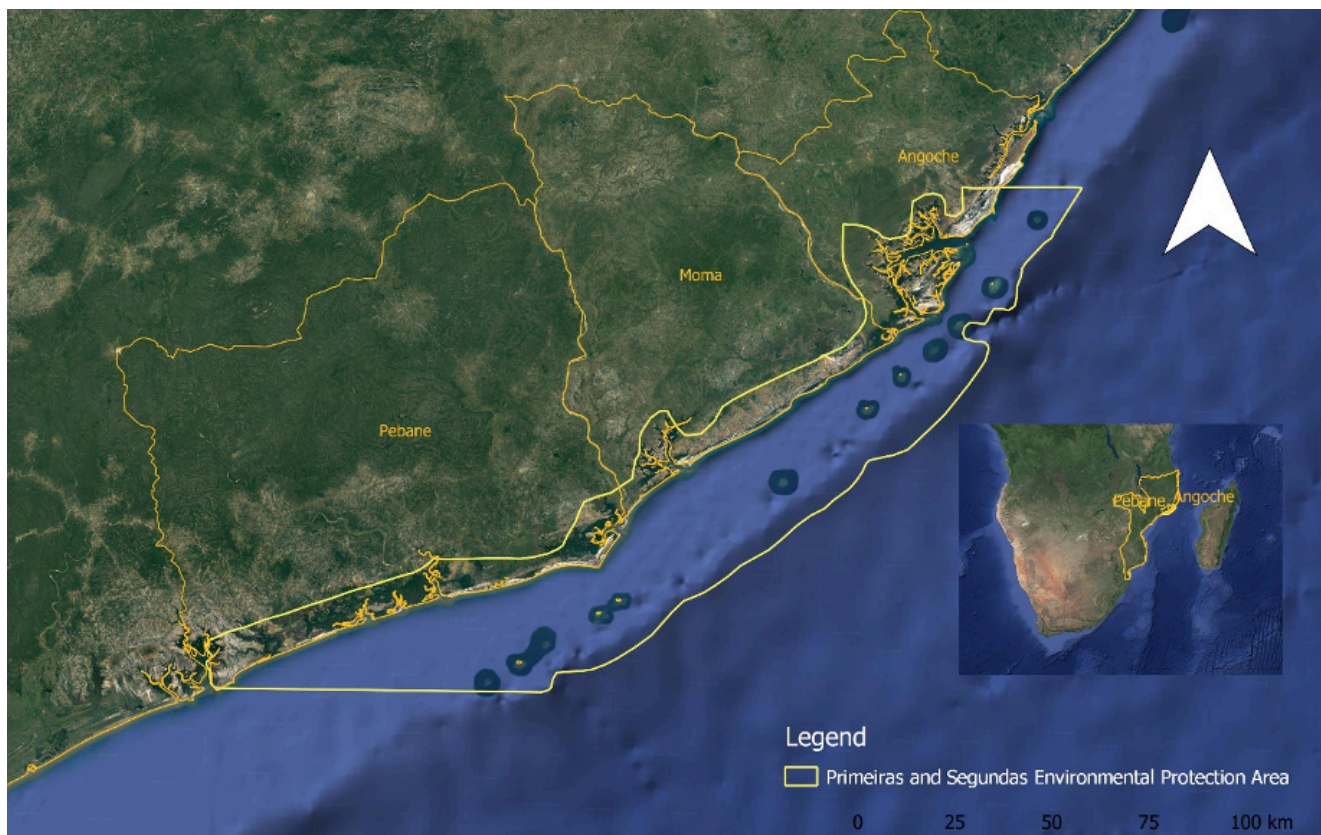 Angoche
Moma
Pebane
Pebane
Angoche
Legend
Primeiras and Segundas Environmental Protection Area
0 25 50 75 100 km